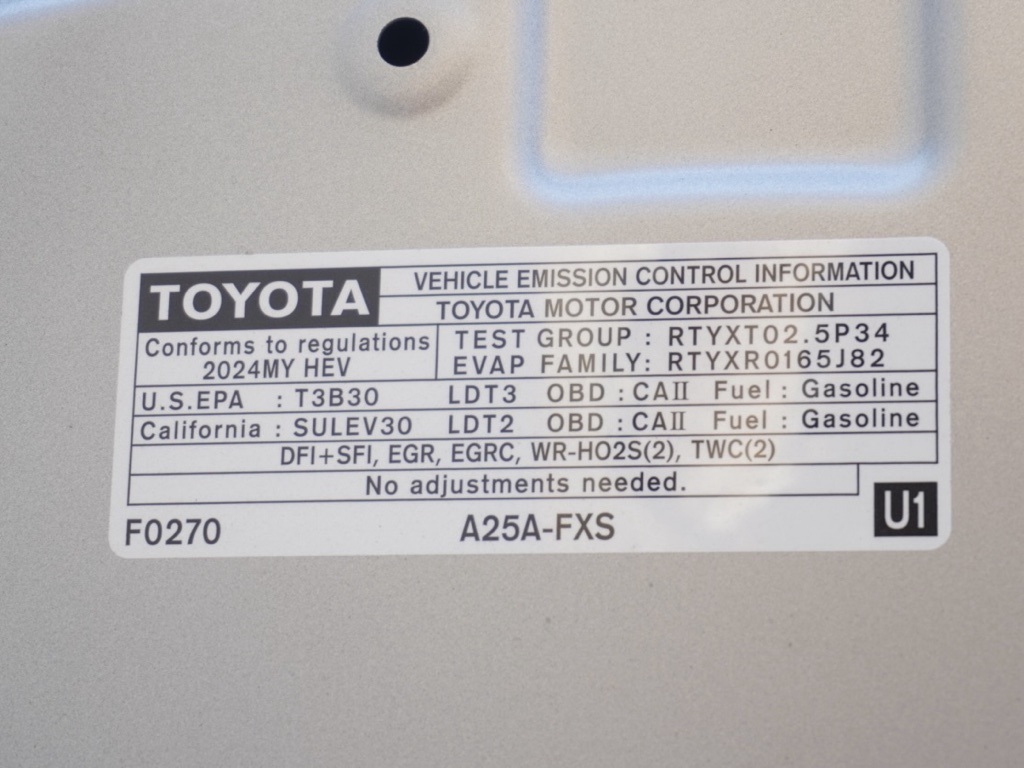 TOYOTA VEHICLE EMISSION CONTROL INFORMATION
TOYOTA MOTOR CORPORATION
Conforms to regulations
2024MY HEV
TEST GROUP : RTYXT02.5P34
EVAP FAMILY: RTYXR0165J82
U.S.EPA : T3B30 LDT3 OBD : CAII Fuel : Gasoline
California : SULEV30 LDT2 OBD : CAII Fuel : Gasoline
DFI+SFI, EGR, EGRC, WR-HO2S(2), TWC(2)
No adjustments needed.
F0270 A25A-FXS U1